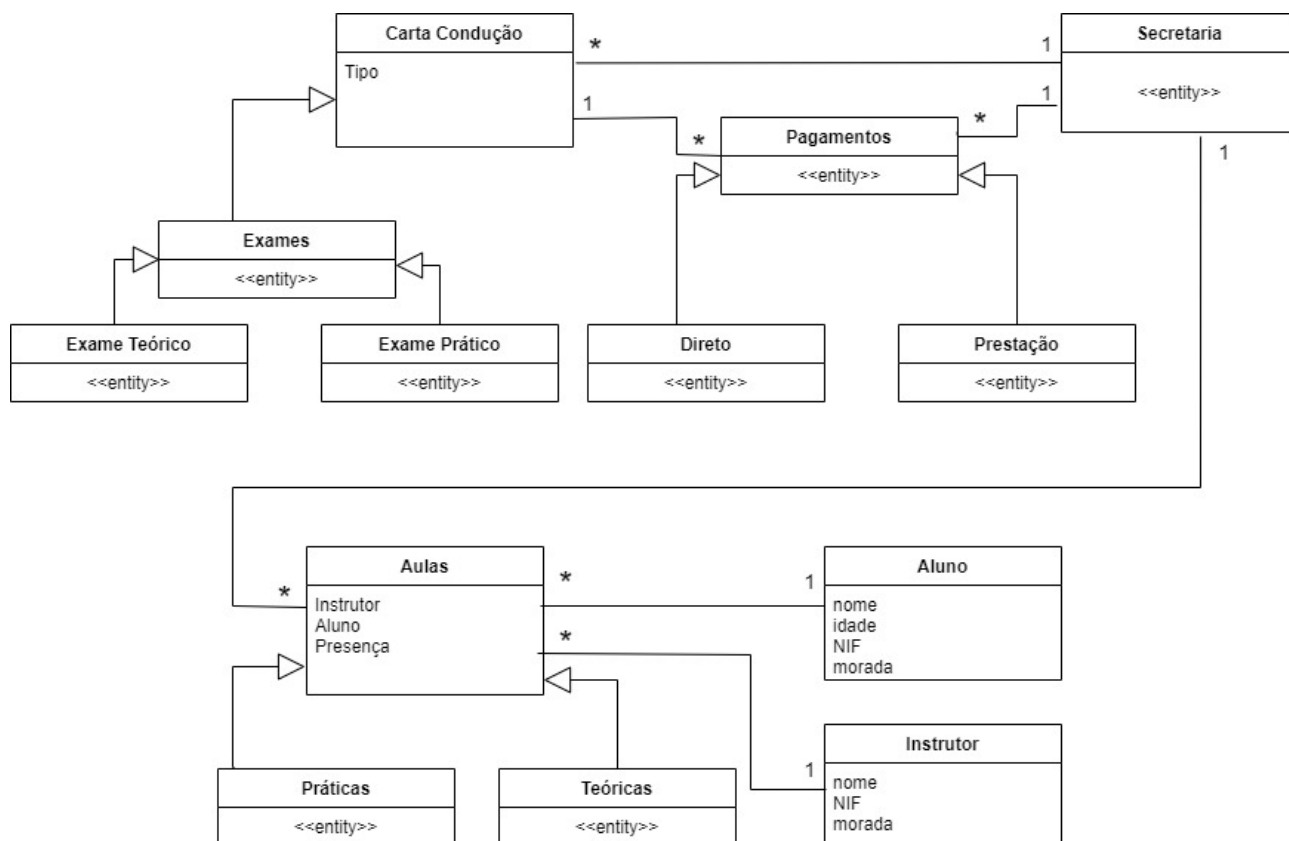 Carta Condução
Tipo
*
1
Secretaria
<<entity>>
1
*
*
1
1
Pagamentos
<<entity>>
Exames
<<entity>>
Exame Teórico
<<entity>>
Exame Prático
<<entity>>
Direto
<<entity>>
Prestação
<<entity>>
*
Aulas
Instrutor
Aluno
Presença
*
1
*
1
Aluno
nome
idade
NIF
morada
Práticas
<<entity>>
Teóricas
<<entity>>
Instrutor
nome
NIF
morada